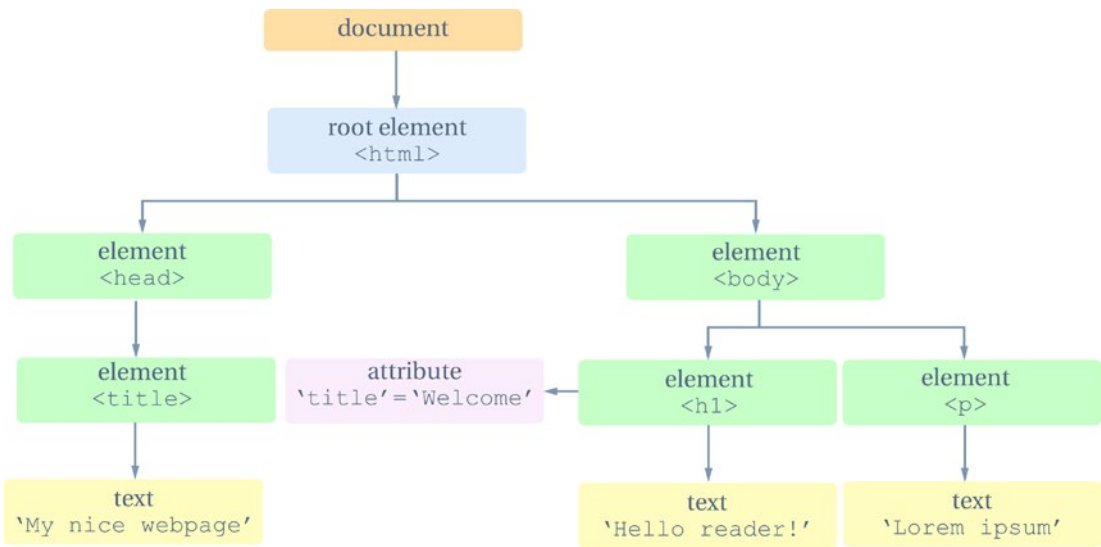 document
root element
<html>
element
<head>
element
<body>
element
<title>
attribute
‘title’=‘Welcome’
element
<h1>
element
<p>
text
‘My nice webpage’
text
‘Hello reader!’
text
‘Lorem ipsum’